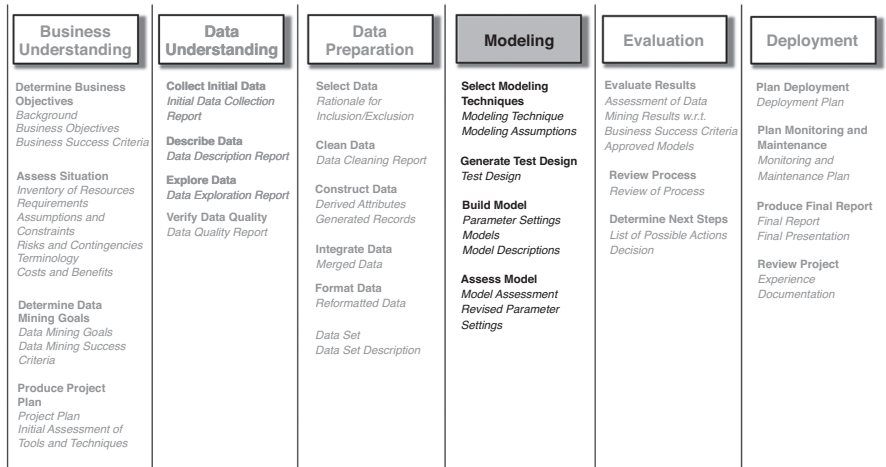 Business
Understanding
Determine Business
Objectives
Background
Business Objectives
Business Success Criteria
Assess Situation
Inventory of Resources
Requirements
Assumptions and
Constraints
Risks and Contingencies
Terminology
Costs and Benefits
Determine Data
Mining Goals
Data Mining Goals
Data Mining Success
Criteria
Produce Project
Plan
Project Plan
Initial Assessment of
Tools and Techniques
Data
Understanding
Collect Initial Data
Initial Data Collection
Report
Describe Data
Data Description Report
Explore Data
Data Exploration Report
Verify Data Quality
Data Quality Report
Data
Preparation
Select Data
Rationale for
Inclusion/Exclusion
Clean Data
Data Cleaning Report
Construct Data
Derived Attributes
Generated Records
Integrate Data
Merged Data
Format Data
Reformatted Data
Data Set
Data Set Description
Modeling
Select Modeling
Techniques
Modeling Technique
Modeling Assumptions
Generate Test Design
Test Design
Build Model
Parameter Settings
Models
Model Descriptions
Assess Model
Model Assessment
Revised Parameter
Settings
Evaluation
Evaluate Results
Assessment of Data
Mining Results w.r.t.
Business Success Criteria
Approved Models
Review Process
Review of Process
Determine Next Steps
List of Possible Actions
Decision
Deployment
Plan Deployment
Deployment Plan
Plan Monitoring and
Maintenance
Monitoring and
Maintenance Plan
Produce Final Report
Final Report
Final Presentation
Review Project
Experience
Documentation